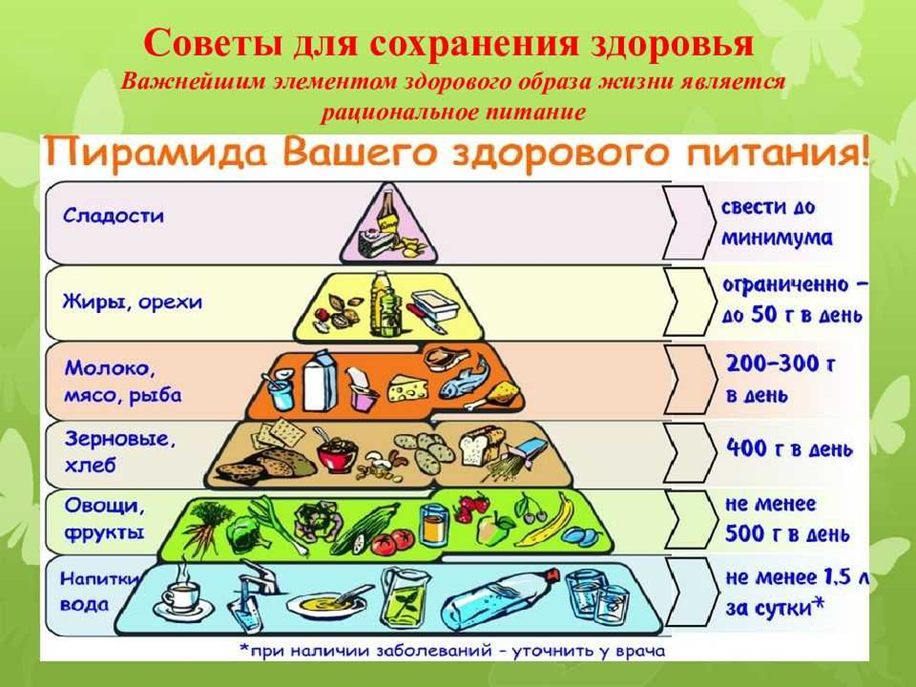 Советы для сохранения здоровья
Важнейшим элементом здорового образа жизни является
рациональное питание
Пирамида Вашего здорового питания!
Сладости
свести до
минимума
Жиры, орехи
ограниченно –
до 50 г в день
Молоко,
мясо, рыба
200–300 г
в день
Зерновые,
хлеб
400 г в день
Овощи,
фрукты
не менее
500 г в день
Напитки,
вода
не менее 1,5 л
за сутки*
*при наличии заболеваний - уточнить у врача